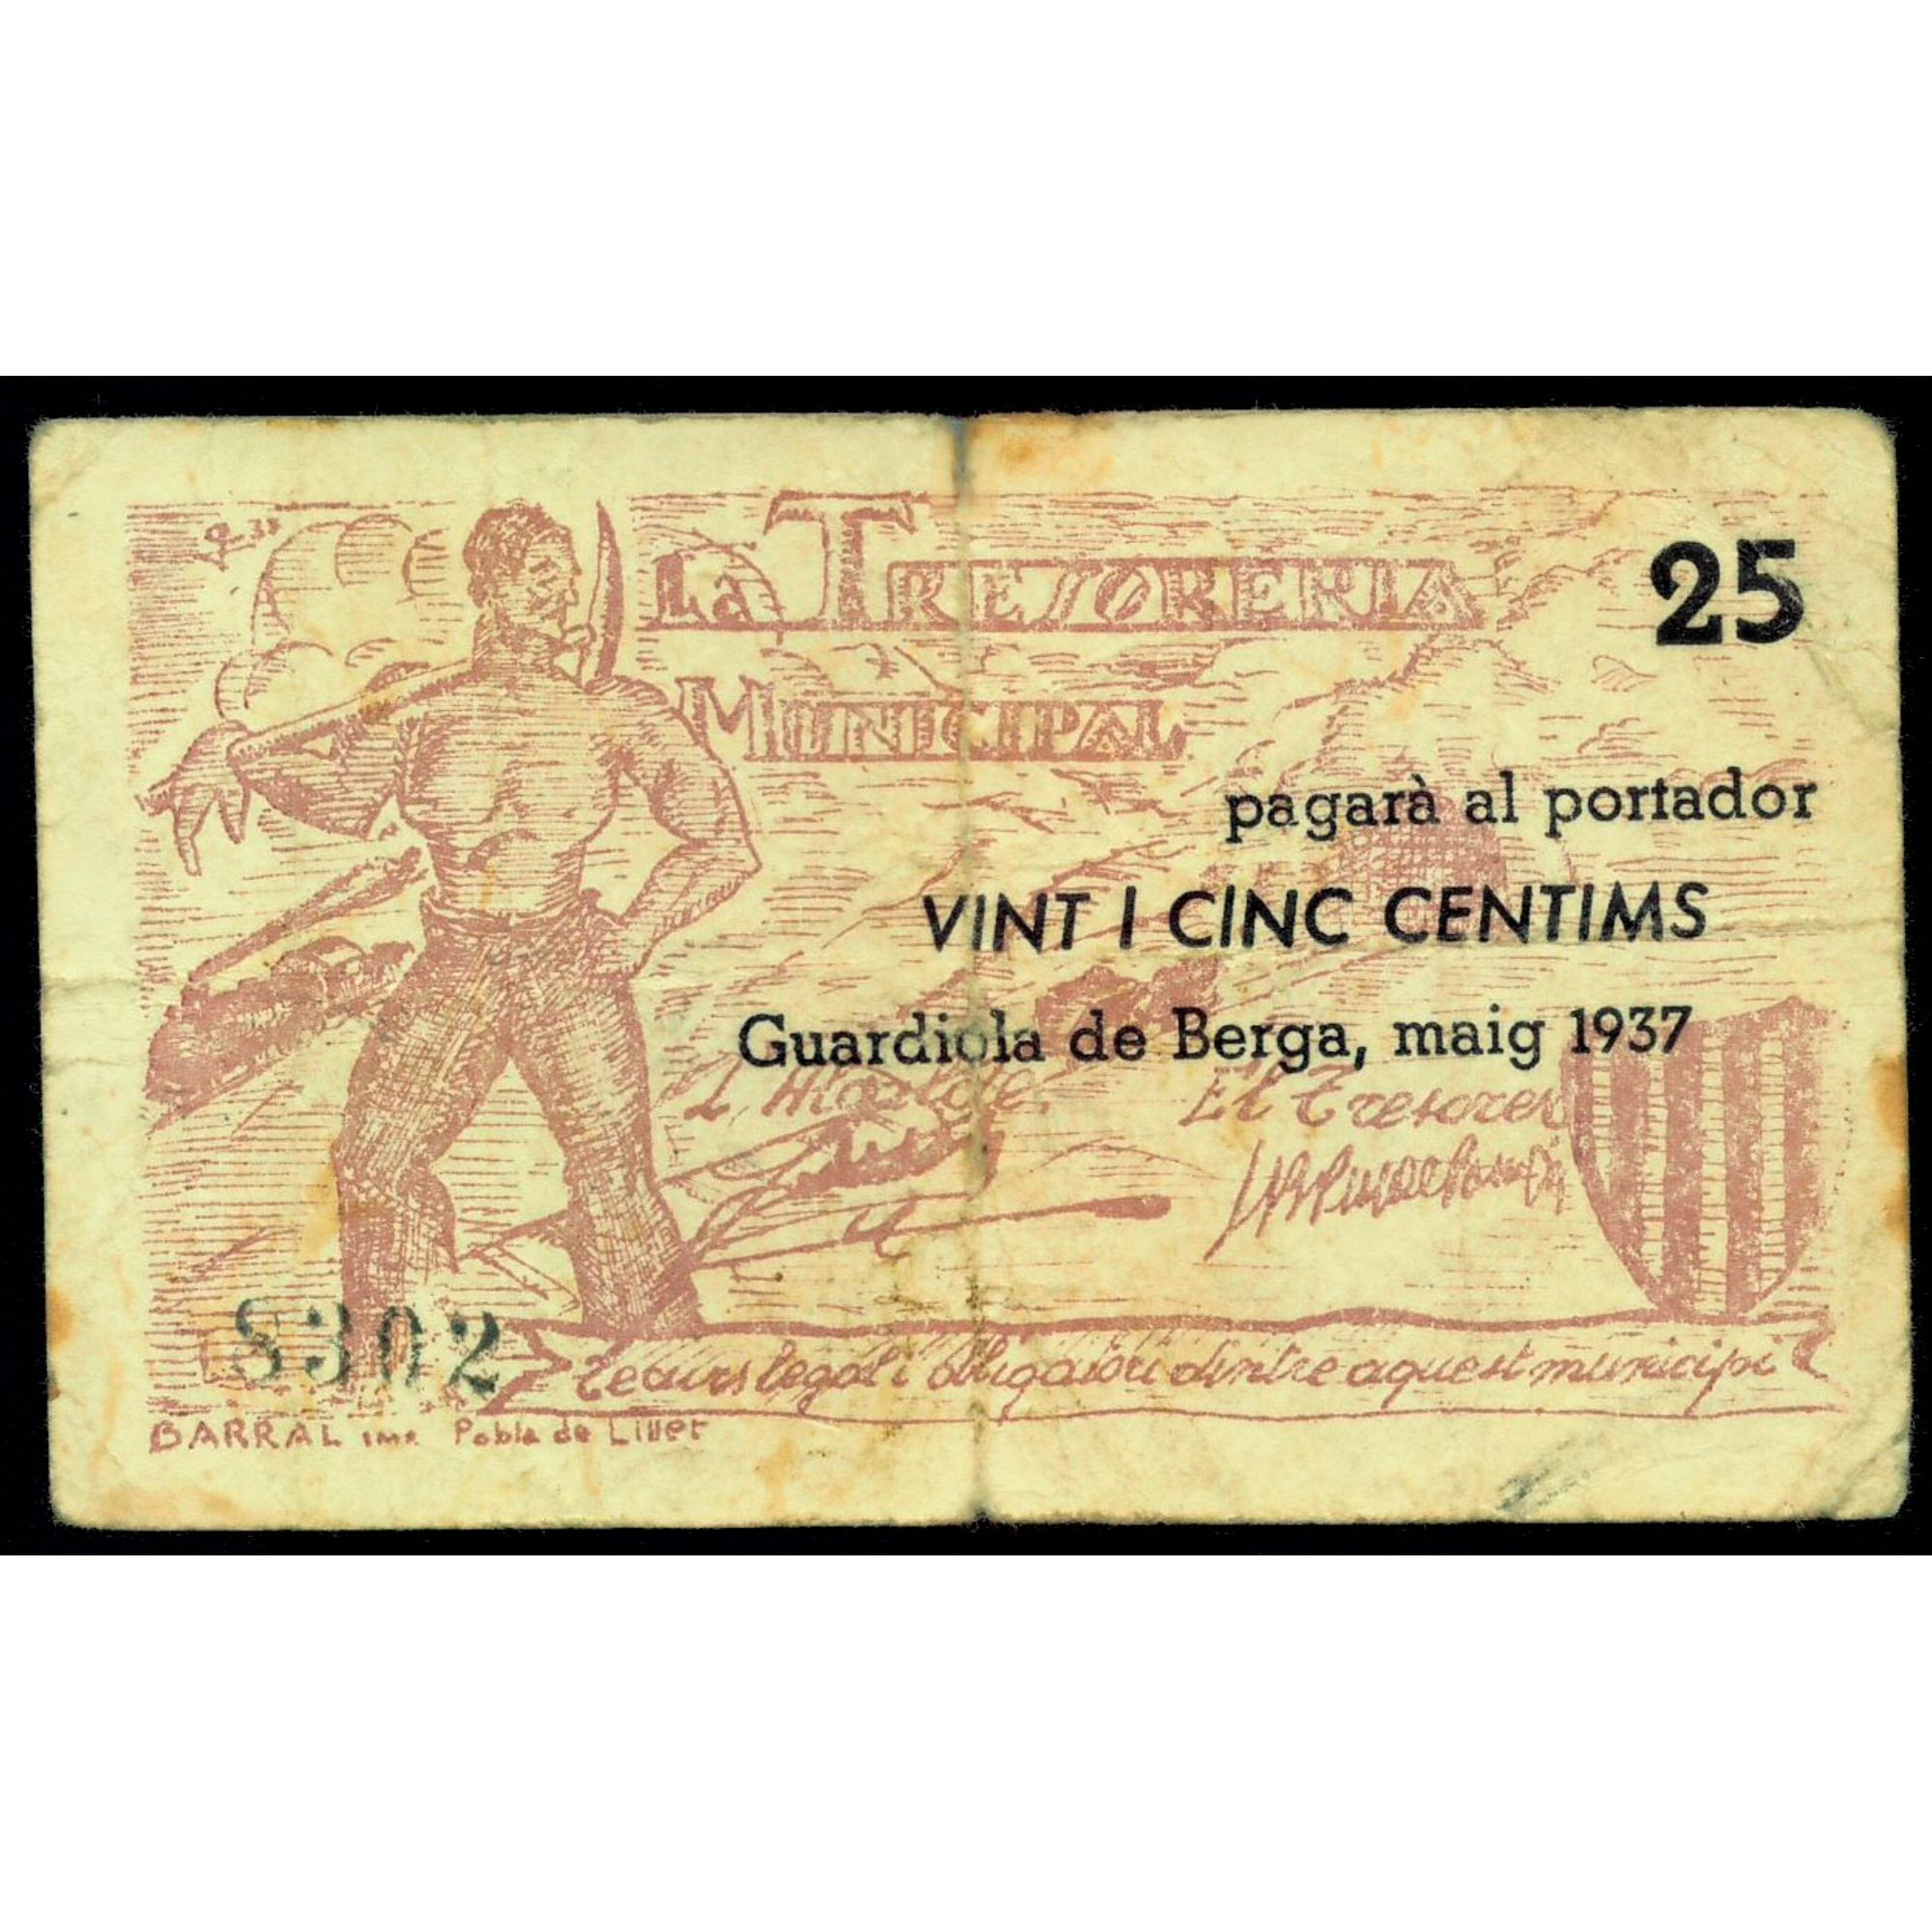 LA TRESORERIA
25
MUNICIPAL
pagarà al portador
VINT I CINC CENTIMS
Guardiola de Berga, maig 1937
L'Alcalde. El Tresorer
8302
de curs legal i obligatori dintre aquest municipi
BARRAL IMP. Pobla de Lillet